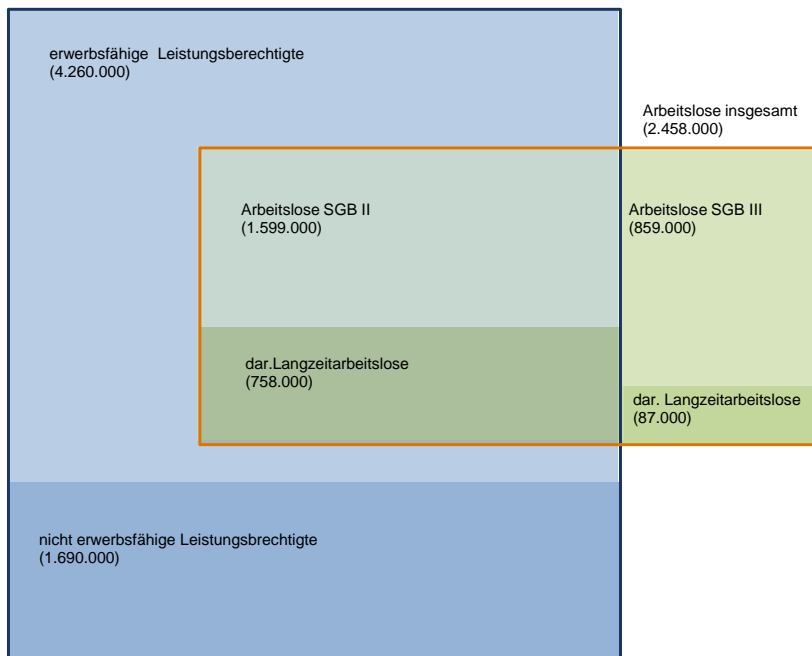 erwerbsfähige Leistungsberechtigte
(4.260.000)
Arbeitslose insgesamt
(2.458.000)
Arbeitslose SGB II
(1.599.000)
Arbeitslose SGB III
(859.000)
dar.Langzeitarbeitslose
(758.000)
dar. Langzeitarbeitslose
(87.000)
nicht erwerbsfähige Leistungsbrechtigte
(1.690.000)